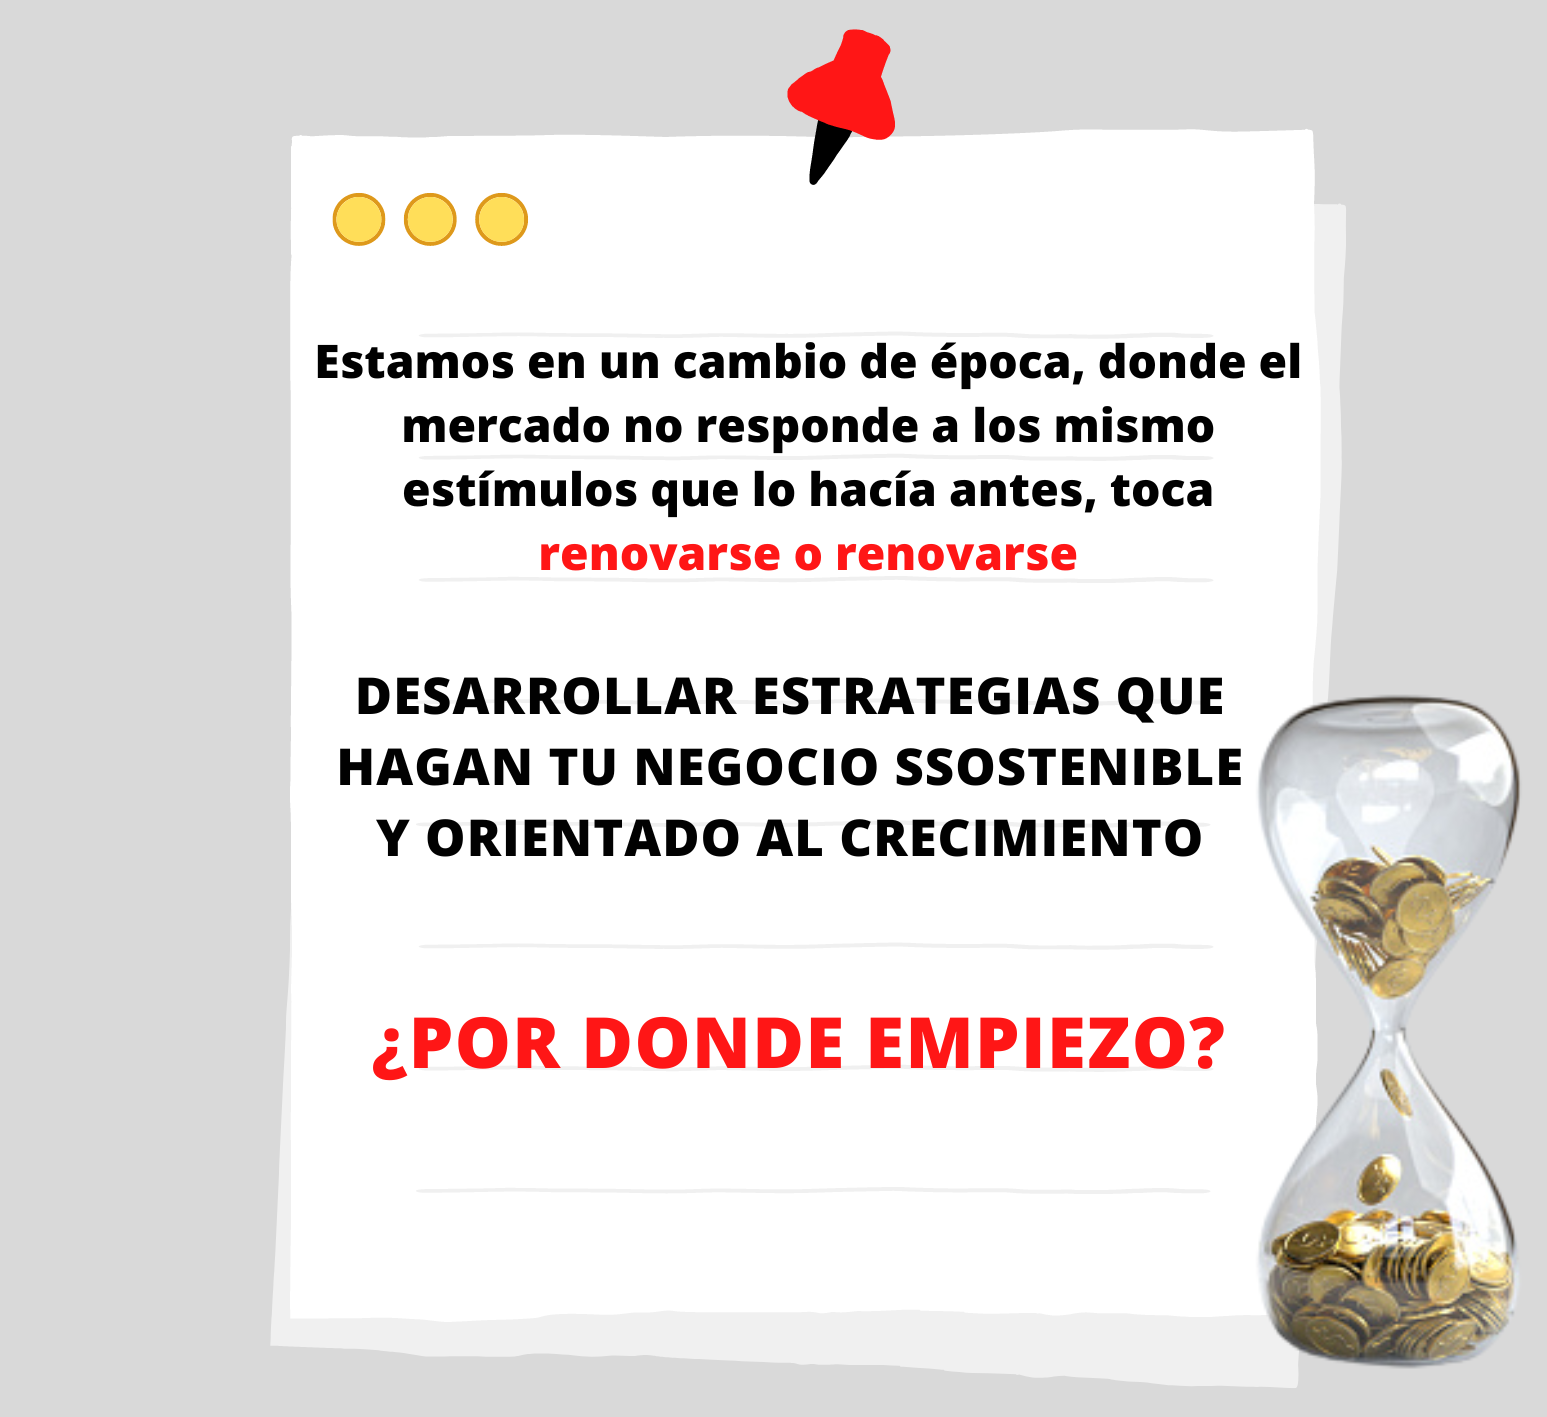 Estamos en un cambio de época, donde el
mercado no responde a los mismo
estímulos que lo hacía antes, toca
renovarse o renovarse
DESARROLLAR ESTRATEGIAS QUE
HAGAN TU NEGOCIO SSOSTENIBLE
Y ORIENTADO AL CRECIMIENTO
¿POR DONDE EMPIEZO?